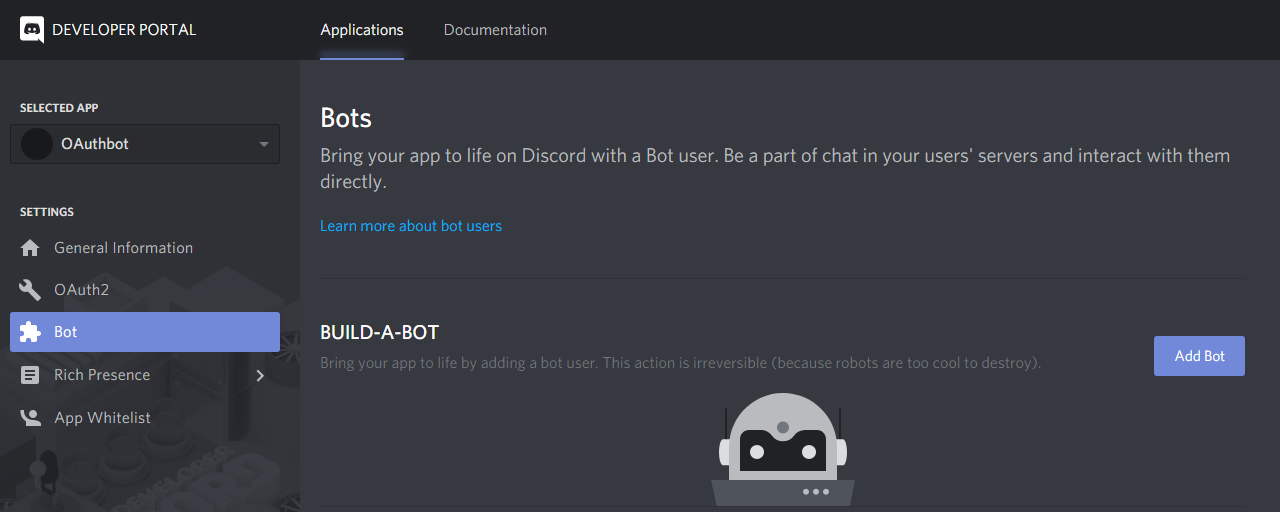 DEVELOPER PORTAL
Applications
Documentation
SELECTED APP
OAuthbot
SETTINGS
General Information
OAuth2
Bot
Rich Presence
App Whitelist
Bots
Bring your app to life on Discord with a Bot user. Be a part of chat in your users' servers and interact with them
directly.
Learn more about bot users
BUILD-A-BOT
Bring your app to life by adding a bot user. This action is irreversible (because robots are too cool to destroy).
Add Bot